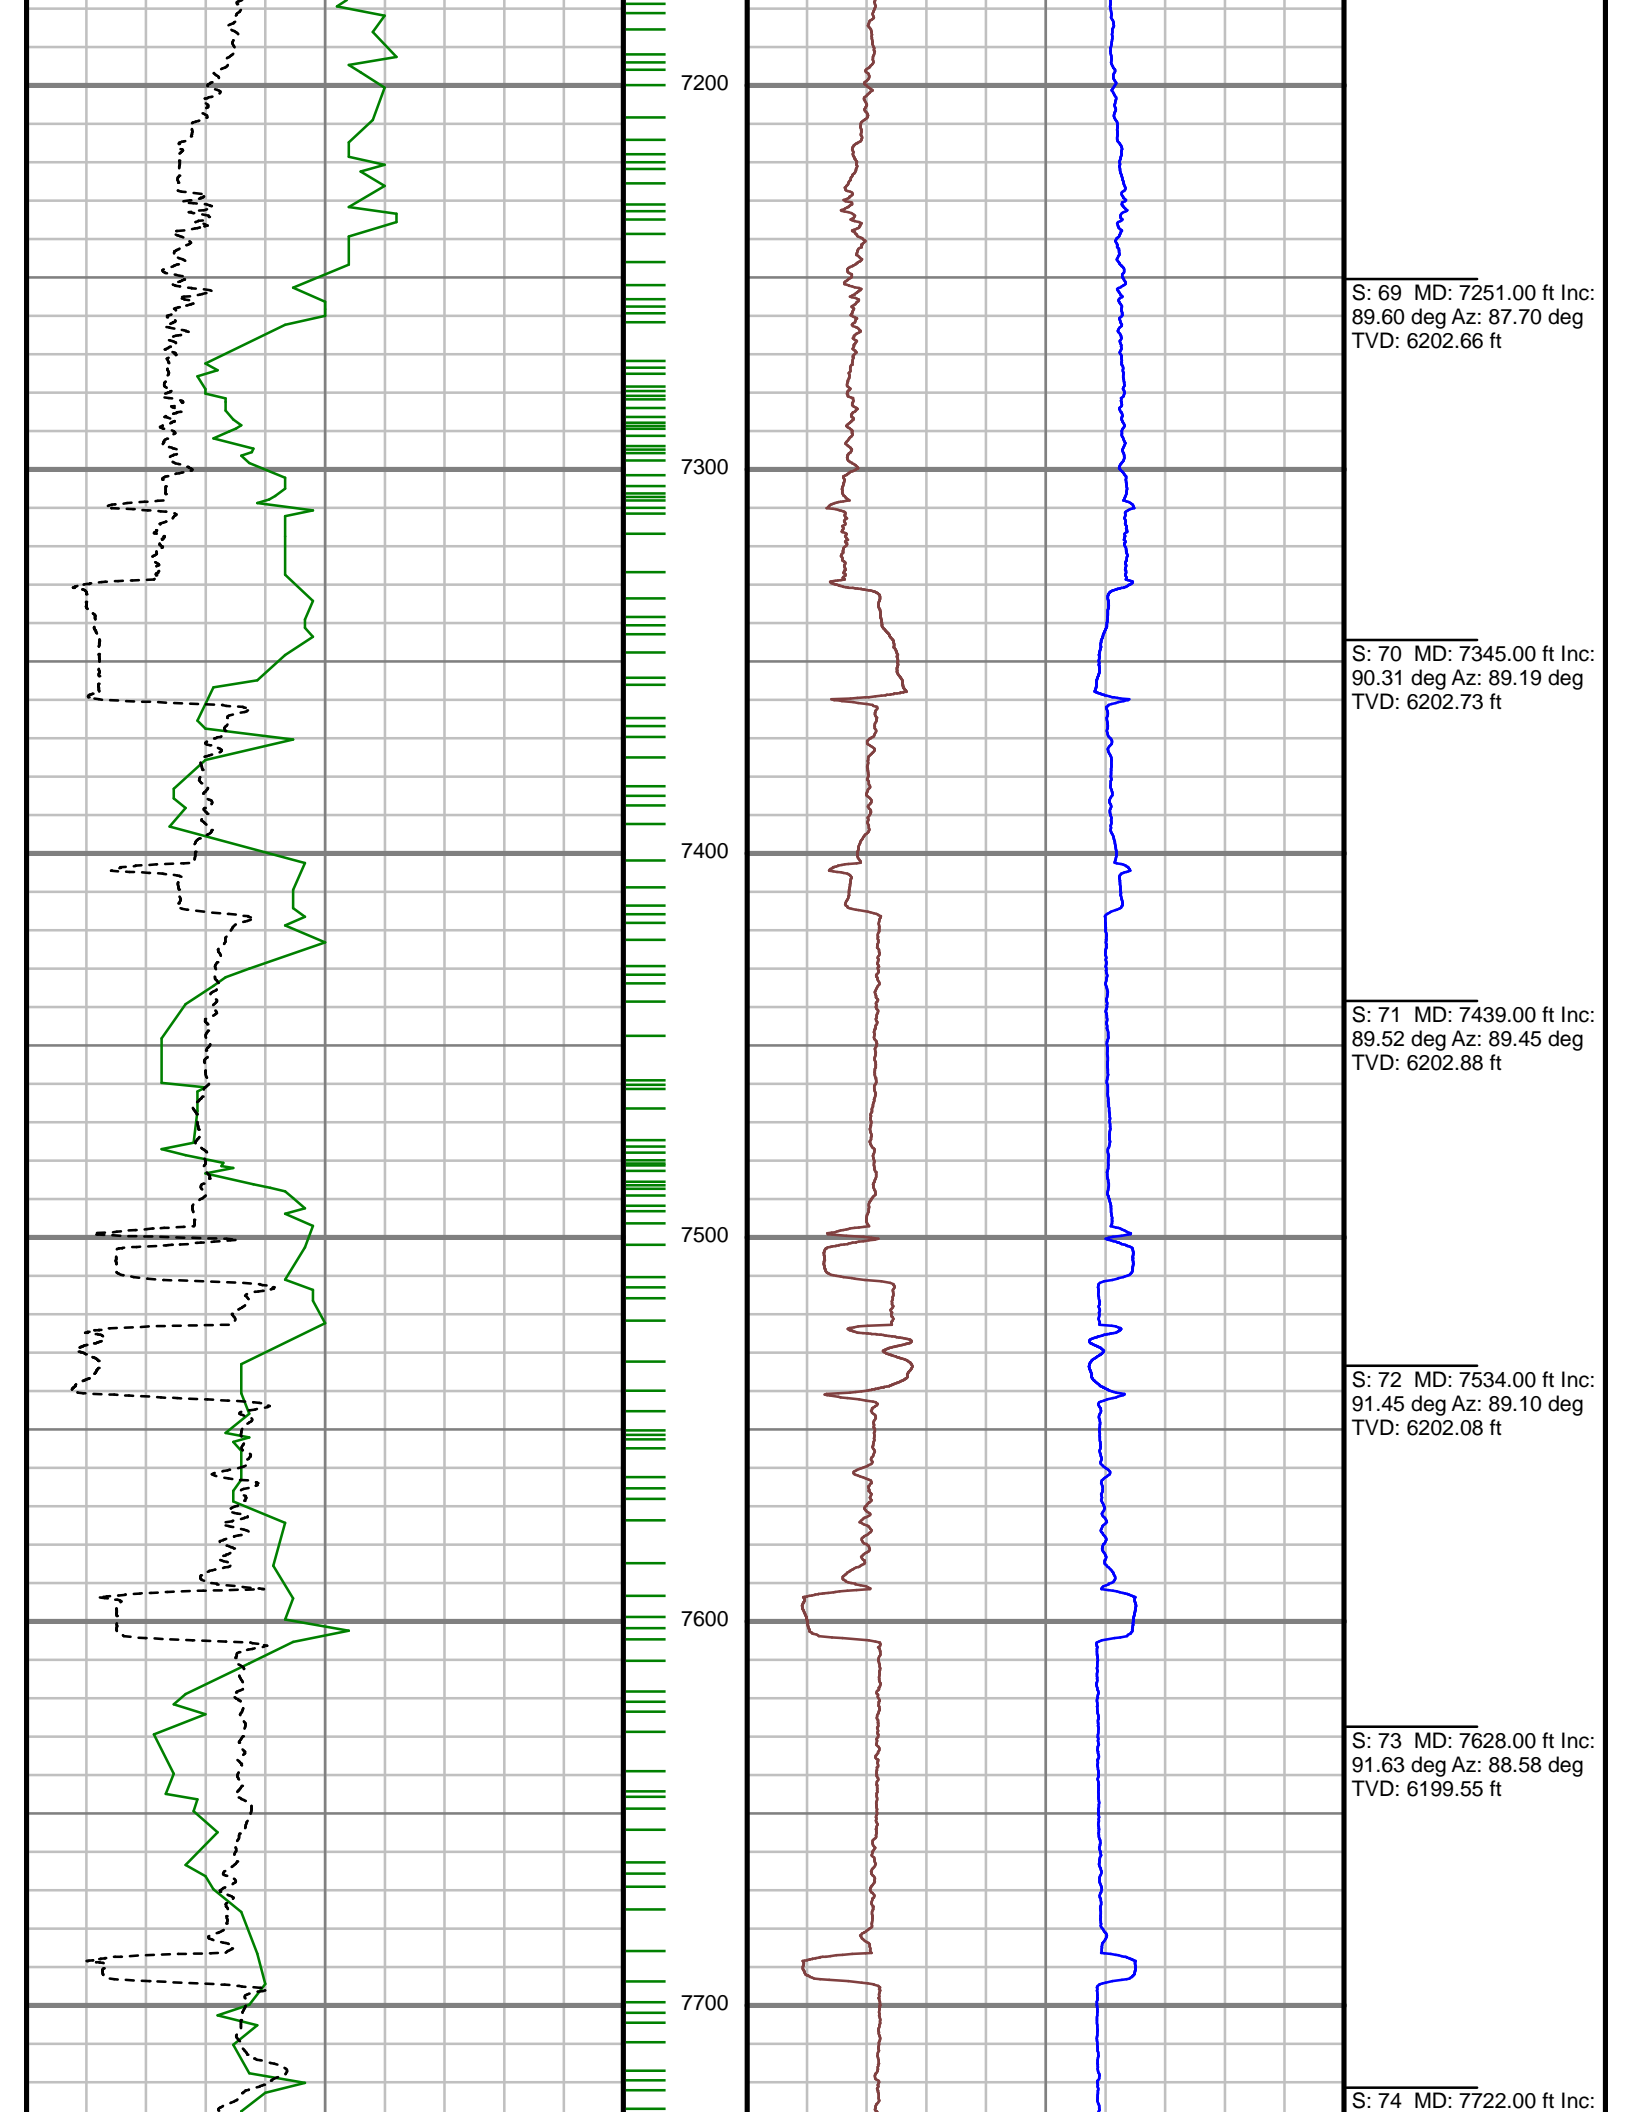 7200
S: 69 MD: 7251.00 ft Inc:
89.60 deg Az: 87.70 deg
TVD: 6202.66 ft
7300
S: 70 MD: 7345.00 ft Inc:
90.31 deg Az: 89.19 deg
TVD: 6202.73 ft
7400
S: 71 MD: 7439.00 ft Inc:
89.52 deg Az: 89.45 deg
TVD: 6202.88 ft
7500
S: 72 MD: 7534.00 ft Inc:
91.45 deg Az: 89.10 deg
TVD: 6202.08 ft
7600
S: 73 MD: 7628.00 ft Inc:
91.63 deg Az: 88.58 deg
TVD: 6199.55 ft
7700
S: 74 MD: 7722.00 ft Inc: